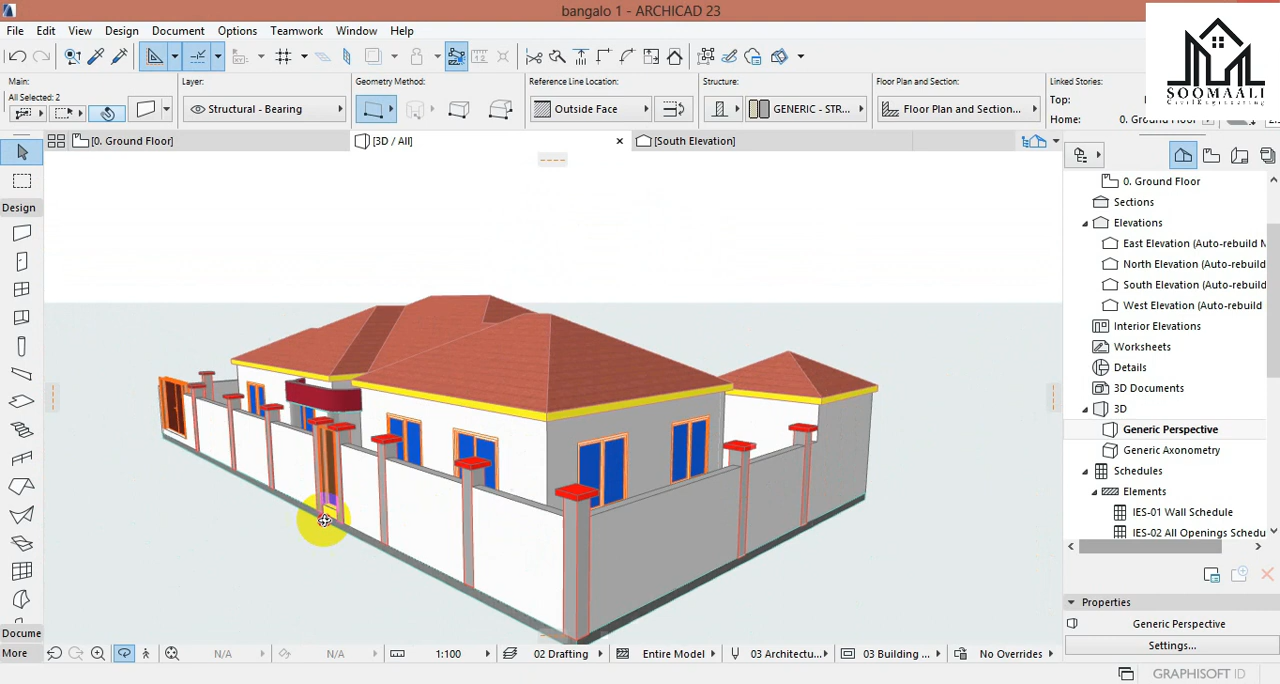 bangalo 1 - ARCHICAD 23
File Edit View Design Document Options Teamwork Window Help
SOOMAALI
Civil Engineering
Main:
All Selected: 2
Layer:
Structural - Bearing
Geometry Method:
Reference Line Location:
Outside Face
Structure:
GENERIC - STR...
Floor Plan and Section:
Floor Plan and Section...
Linked Stories:
Top:
Home: 0. Ground Floor
[0. Ground Floor]
[3D / All]
[South Elevation]
Design
Docume
More
0. Ground Floor
Sections
Elevations
East Elevation (Auto-rebuild M
North Elevation (Auto-rebuild
South Elevation (Auto-rebuild
West Elevation (Auto-rebuild
Interior Elevations
Worksheets
Details
3D Documents
3D
Generic Perspective
Generic Axonometry
Schedules
Elements
IES-01 Wall Schedule
IES-02 All Openings Schedu
Properties
Generic Perspective
Settings...
N/A
N/A
1:100
02 Drafting
Entire Model
03 Architectu...
03 Building ...
No Overrides
GRAPHISOFT ID